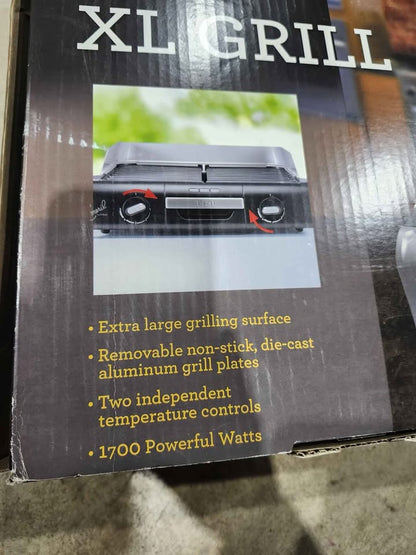 XL GRILL
• Extra large grilling surface
• Removable non-stick, die-cast
aluminum grill plates
• Two independent
temperature controls
• 1700 Powerful Watts